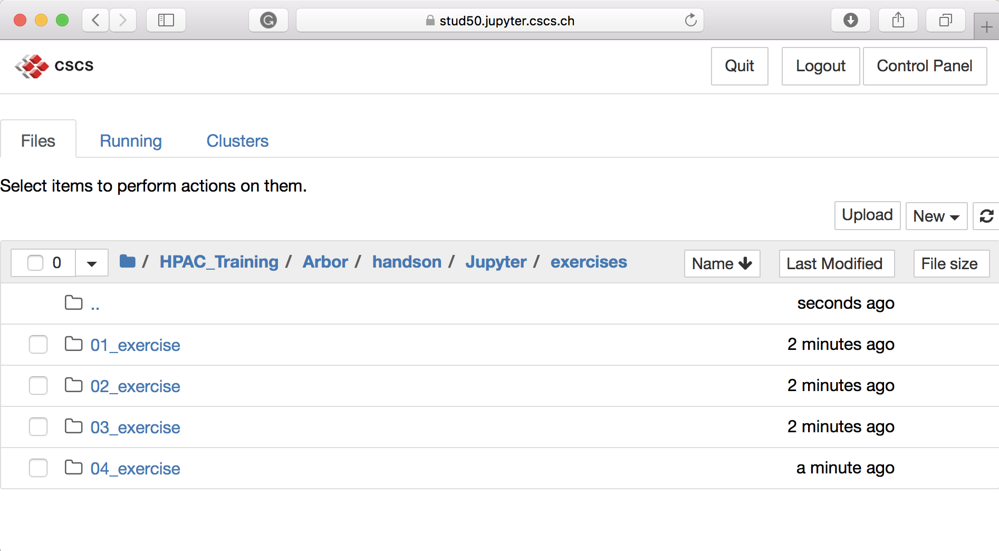 stud50.jupyter.cscs.ch
cscs
Quit Logout Control Panel
Files Running Clusters
Select items to perform actions on them.
Upload New
0 / HPAC_Training / Arbor / handson / Jupyter / exercises Name Last Modified File size
.. seconds ago
01_exercise 2 minutes ago
02_exercise 2 minutes ago
03_exercise 2 minutes ago
04_exercise a minute ago